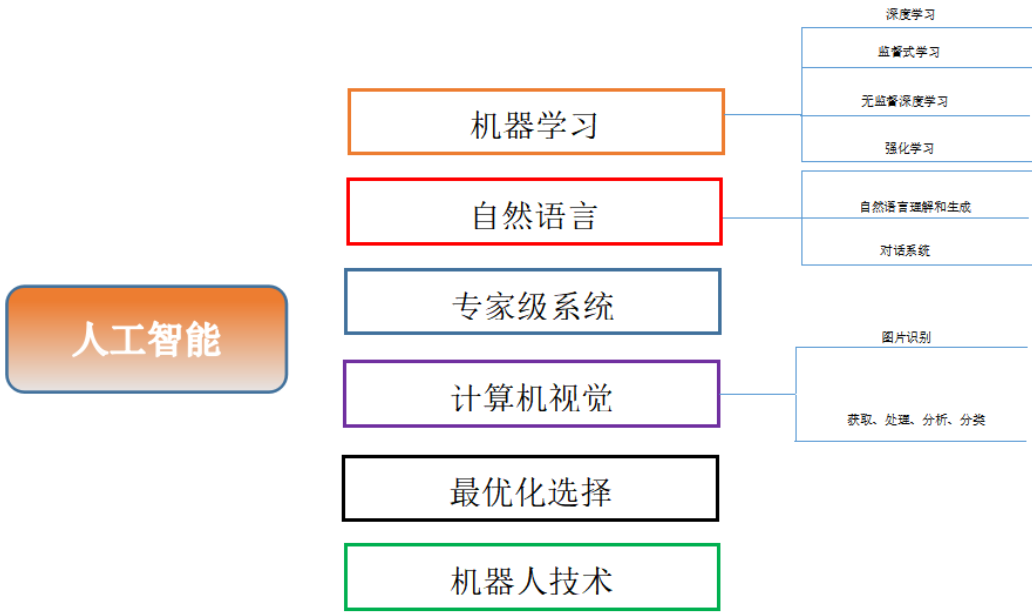 人工智能
机器学习
深度学习
监督式学习
无监督深度学习
强化学习
自然语言
自然语言理解和生成
对话系统
专家级系统
计算机视觉
图片识别
获取、处理、分析、分类
最优化选择
机器人技术